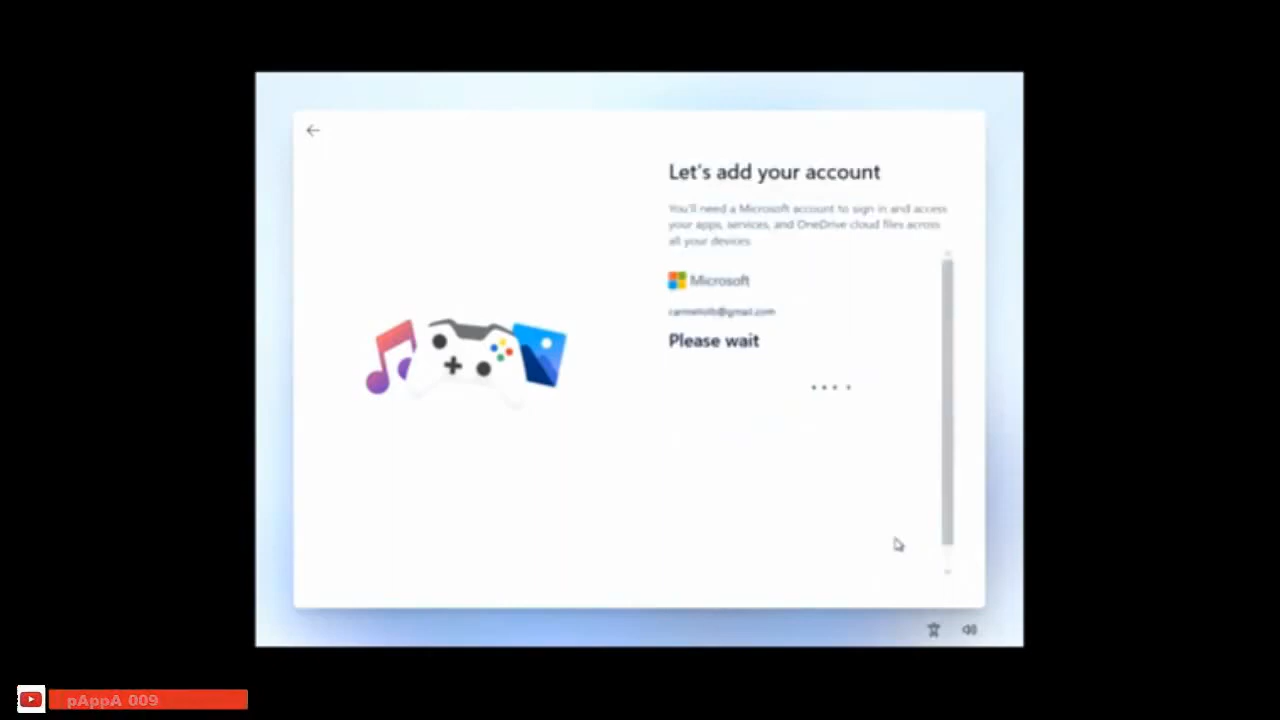 Let's add your account
You'll need a Microsoft account to sign in and access
your apps, services, and OneDrive cloud files across
all your devices
Microsoft
Please wait
pAppA 009